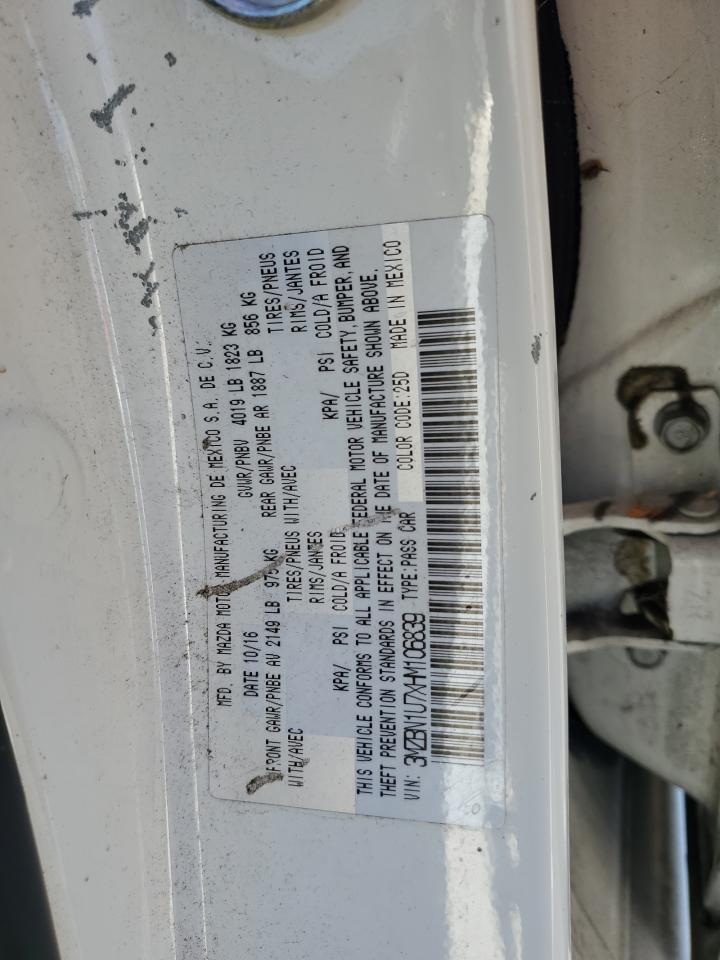 MFD. BY MAZDA MOTOR MANUFACTURING DE MEXICO S.A. DE C.V.
DATE 10/16 GVWR/PNBV 4019 LB 1823 KG
FRONT GAWR/PNBE AV 2149 LB 975 KG REAR GAWR/PNBE AR 1887 LB 856 KG
WITH/AVEC TIRES/PNEUS WITH/AVEC TIRES/PNEUS
RIMS/JANTES RIMS/JANTES
KPA/ PSI COLD/A FROID KPA/ PSI COLD/A FROID
THIS VEHICLE CONFORMS TO ALL APPLICABLE FEDERAL MOTOR VEHICLE SAFETY, BUMPER, AND
THEFT PREVENTION STANDARDS IN EFFECT ON THE DATE OF MANUFACTURE SHOWN ABOVE.
VIN: 3MZBN1U7XHM106839 TYPE:PASS CAR COLOR CODE:25D MADE IN MEXICO